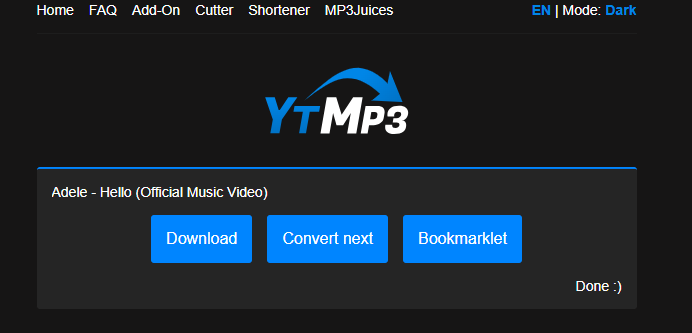 Home FAQ Add-On Cutter Shortener MP3Juices EN | Mode: Dark
YTMP3
Adele - Hello (Official Music Video)
Download Convert next Bookmarklet
Done :)